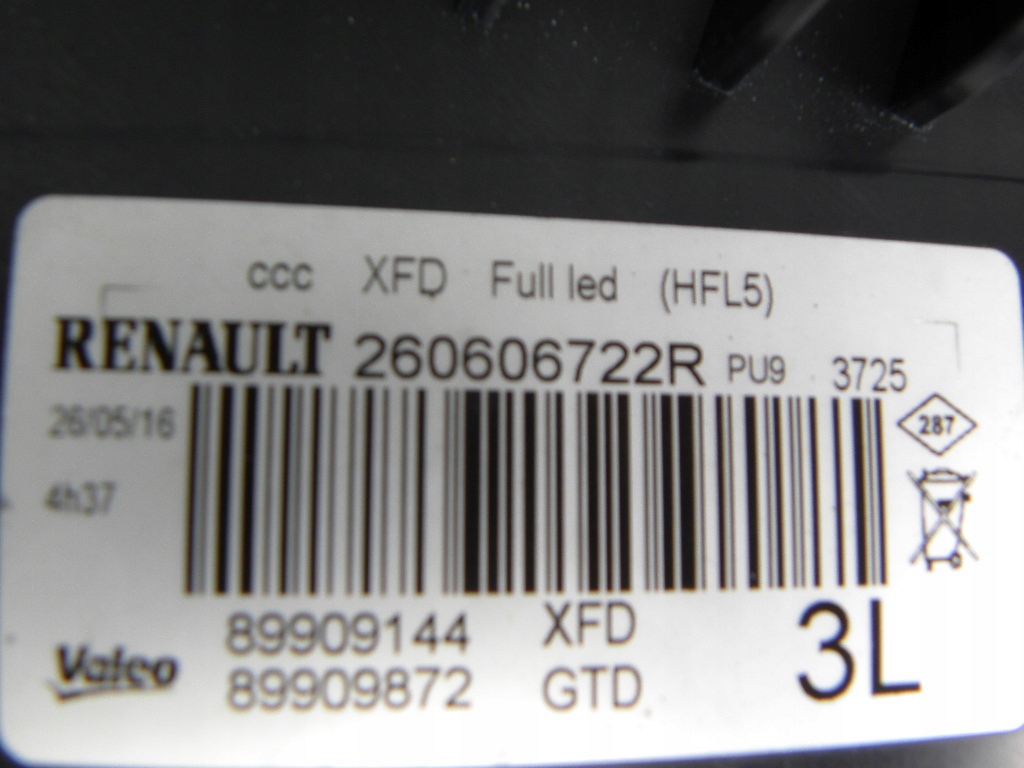 ccc XFD Full led (HFL5)
RENAULT 260606722R PU9 3725
26/05/16
287
4h37
89909144 XFD
Valeo 89909872 GTD
3L